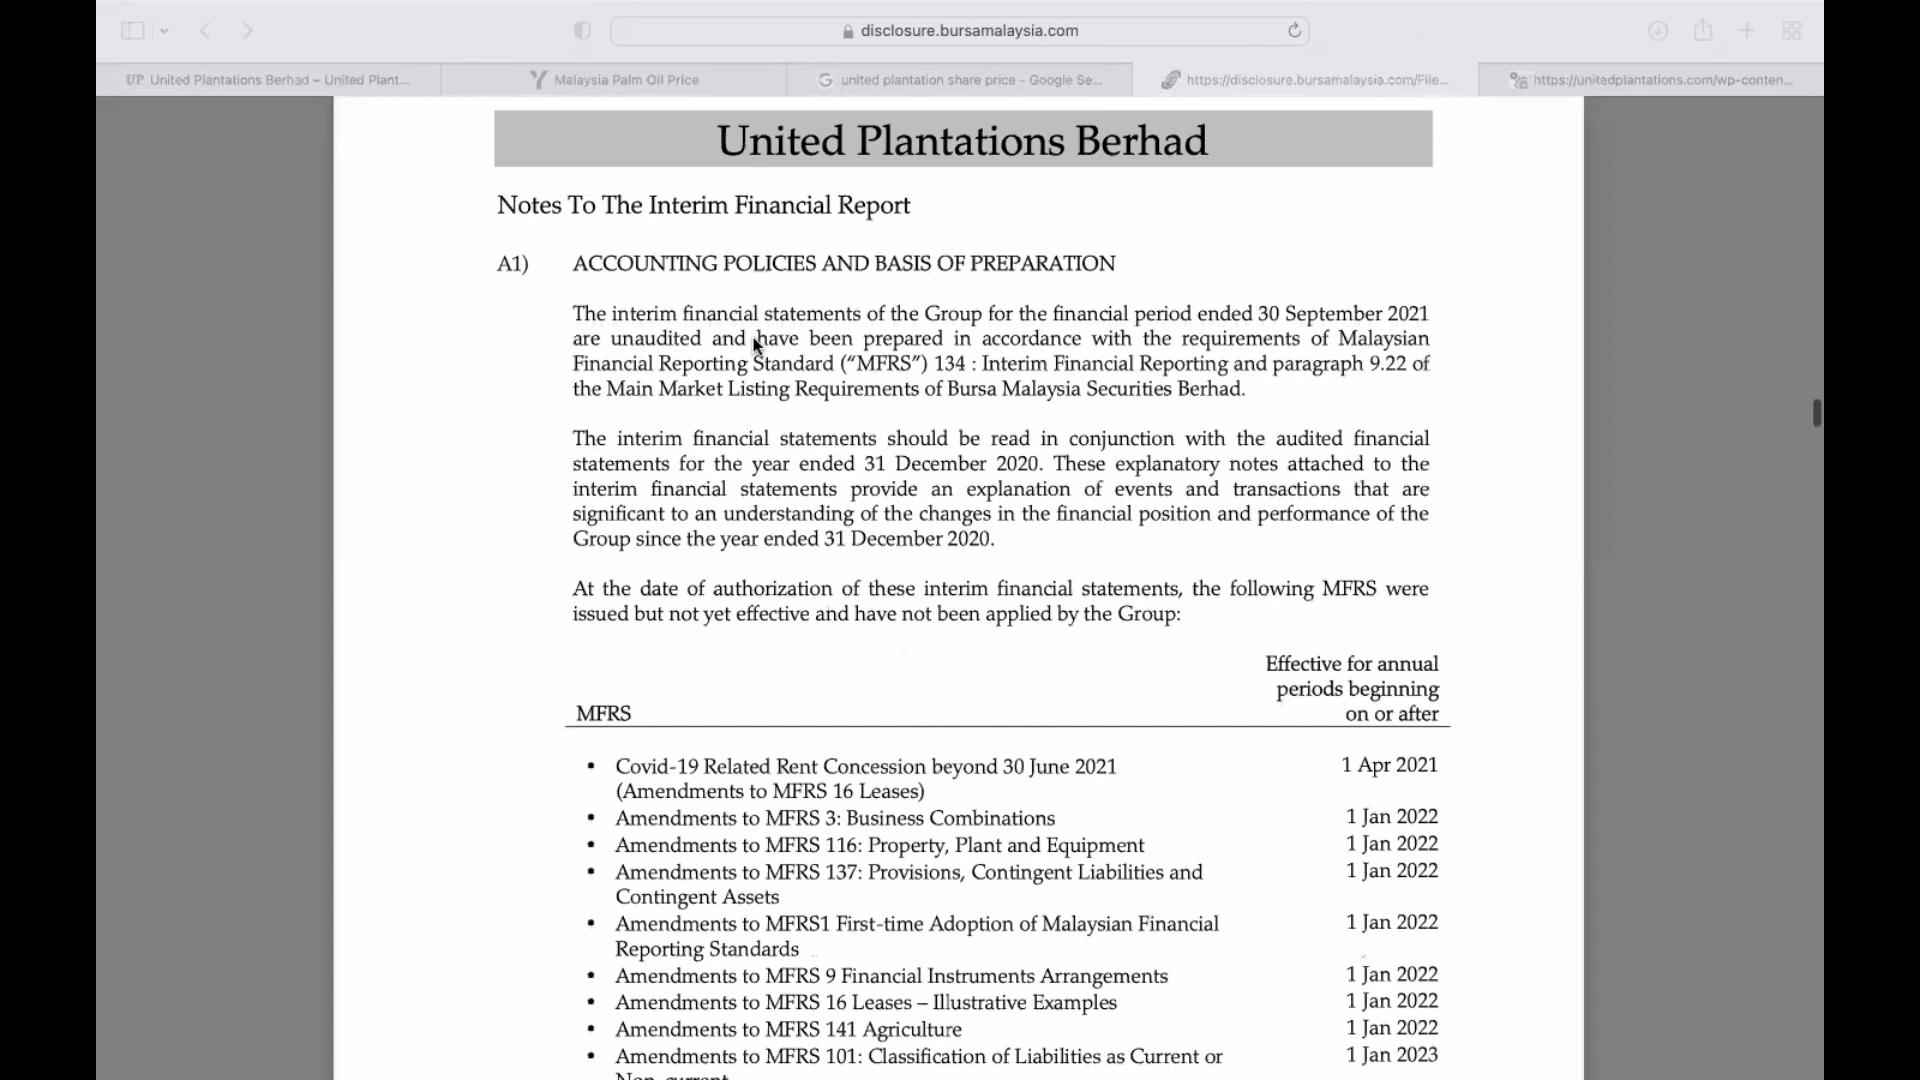 disclosure.bursamalaysia.com
UP United Plantations Berhad – United Plant...
Malaysia Palm Oil Price
united plantation share price - Google Se...
https://disclosure.bursamalaysia.com/File...
https://unitedplantations.com/wp-conten...
United Plantations Berhad
Notes To The Interim Financial Report
A1) ACCOUNTING POLICIES AND BASIS OF PREPARATION
The interim financial statements of the Group for the financial period ended 30 September 2021
are unaudited and have been prepared in accordance with the requirements of Malaysian
Financial Reporting Standard (“MFRS”) 134 : Interim Financial Reporting and paragraph 9.22 of
the Main Market Listing Requirements of Bursa Malaysia Securities Berhad.
The interim financial statements should be read in conjunction with the audited financial
statements for the year ended 31 December 2020. These explanatory notes attached to the
interim financial statements provide an explanation of events and transactions that are
significant to an understanding of the changes in the financial position and performance of the
Group since the year ended 31 December 2020.
At the date of authorization of these interim financial statements, the following MFRS were
issued but not yet effective and have not been applied by the Group:
Effective for annual
periods beginning
MFRS on or after
• Covid-19 Related Rent Concession beyond 30 June 2021 1 Apr 2021
(Amendments to MFRS 16 Leases)
• Amendments to MFRS 3: Business Combinations 1 Jan 2022
• Amendments to MFRS 116: Property, Plant and Equipment 1 Jan 2022
• Amendments to MFRS 137: Provisions, Contingent Liabilities and 1 Jan 2022
Contingent Assets
• Amendments to MFRS1 First-time Adoption of Malaysian Financial 1 Jan 2022
Reporting Standards
• Amendments to MFRS 9 Financial Instruments Arrangements 1 Jan 2022
• Amendments to MFRS 16 Leases – Illustrative Examples 1 Jan 2022
• Amendments to MFRS 141 Agriculture 1 Jan 2022
• Amendments to MFRS 101: Classification of Liabilities as Current or 1 Jan 2023
Non-current